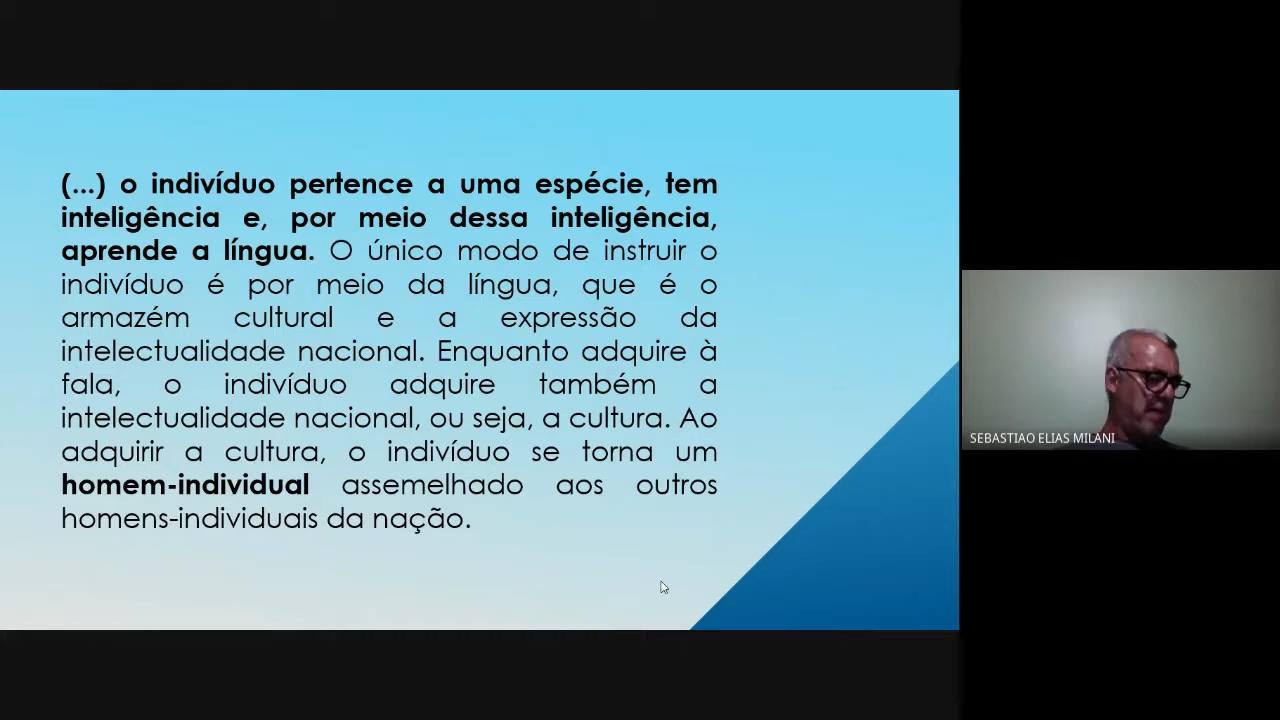 (...) o indivíduo pertence a uma espécie, tem
inteligência e, por meio dessa inteligência,
aprende a língua. O único modo de instruir o
indivíduo é por meio da língua, que é o
armazém cultural e a expressão da
intelectualidade nacional. Enquanto adquire à
fala, o indivíduo adquire também a
intelectualidade nacional, ou seja, a cultura. Ao
adquirir a cultura, o indivíduo se torna um
homem-individual assemelhado aos outros
homens-individuais da nação.
SEBASTIAO ELIAS MILANI